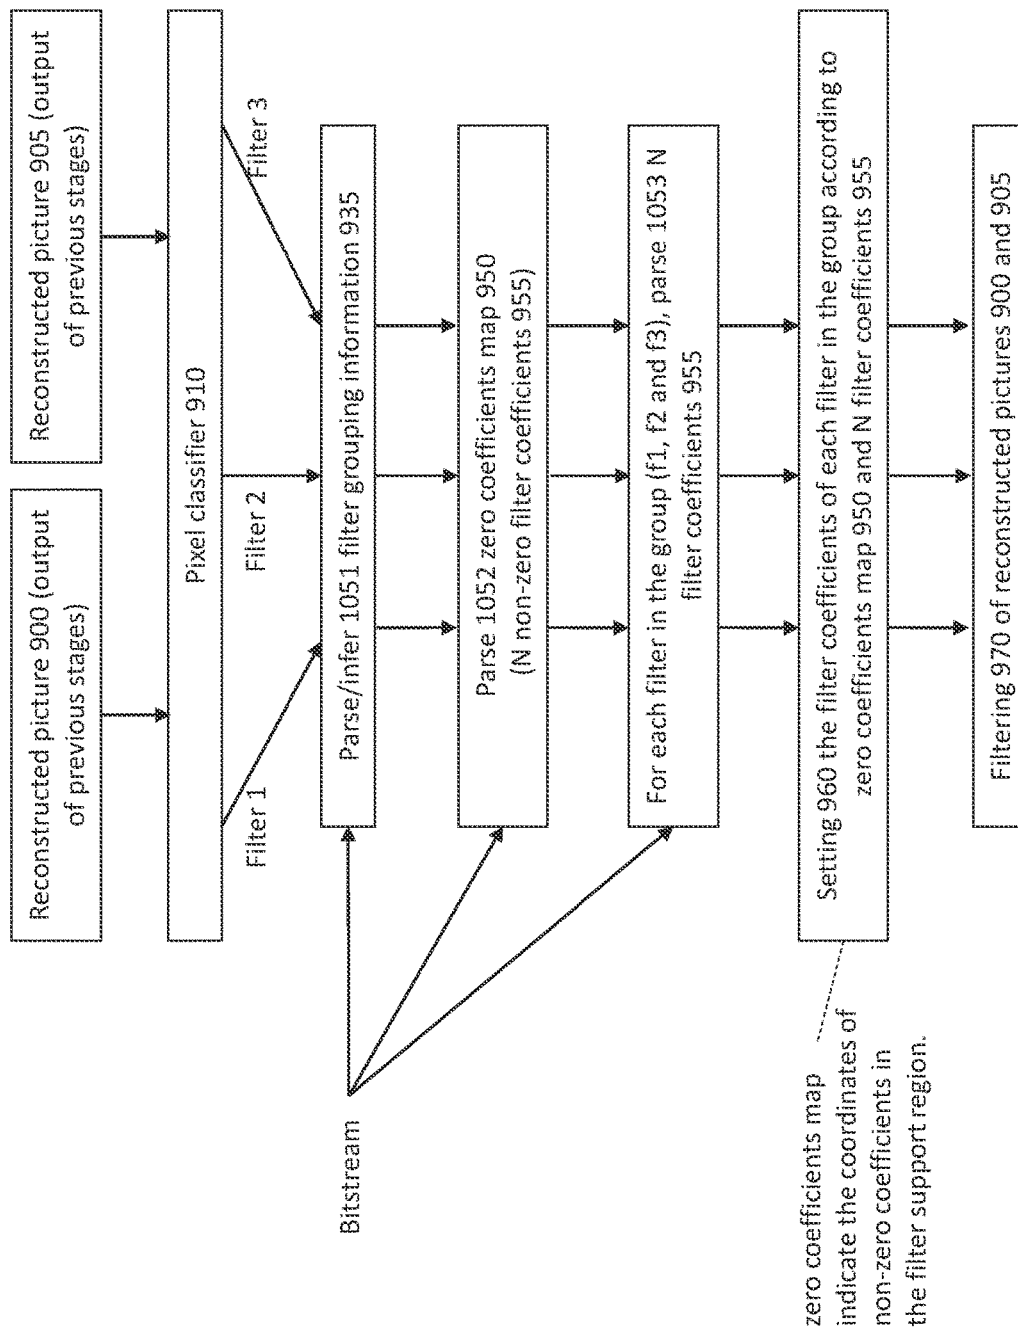 Reconstructed picture 900 (output
of previous stages)
Reconstructed picture 905 (output
of previous stages)
Pixel classifier 910
Filter 1
Filter 2
Filter 3
Bitstream
Parse/infer 1051 filter grouping information 935
Parse 1052 zero coefficients map 950
(N non-zero filter coefficients 955)
For each filter in the group (f1, f2 and f3), parse 1053 N
filter coefficients 955
Setting 960 the filter coefficients of each filter in the group according to
zero coefficients map 950 and N filter coefficients 955
zero coefficients map
indicate the coordinates of
non-zero coefficients in
the filter support region.
Filtering 970 of reconstructed pictures 900 and 905